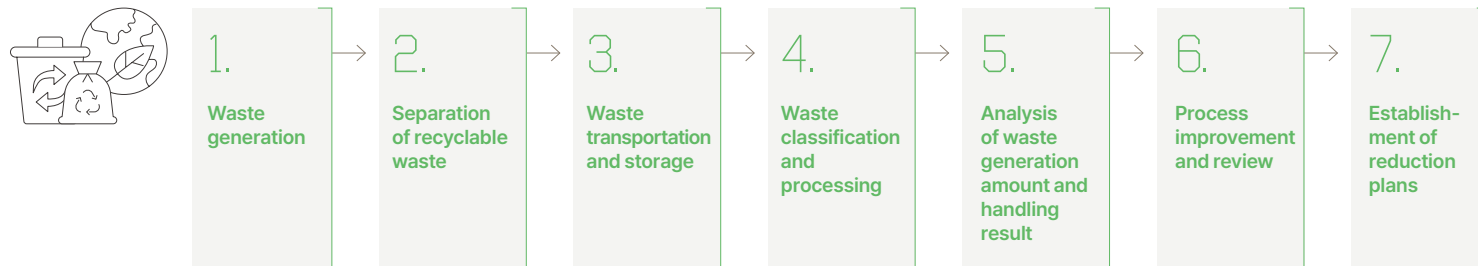 1.
Waste
generation
2.
Separation
of recyclable
waste
3.
Waste
transportation
and storage
4.
Waste
classification
and
processing
5.
Analysis
of waste
generation
amount and
handling
result
6.
Process
improvement
and review
7.
Establish-
ment of
reduction
plans